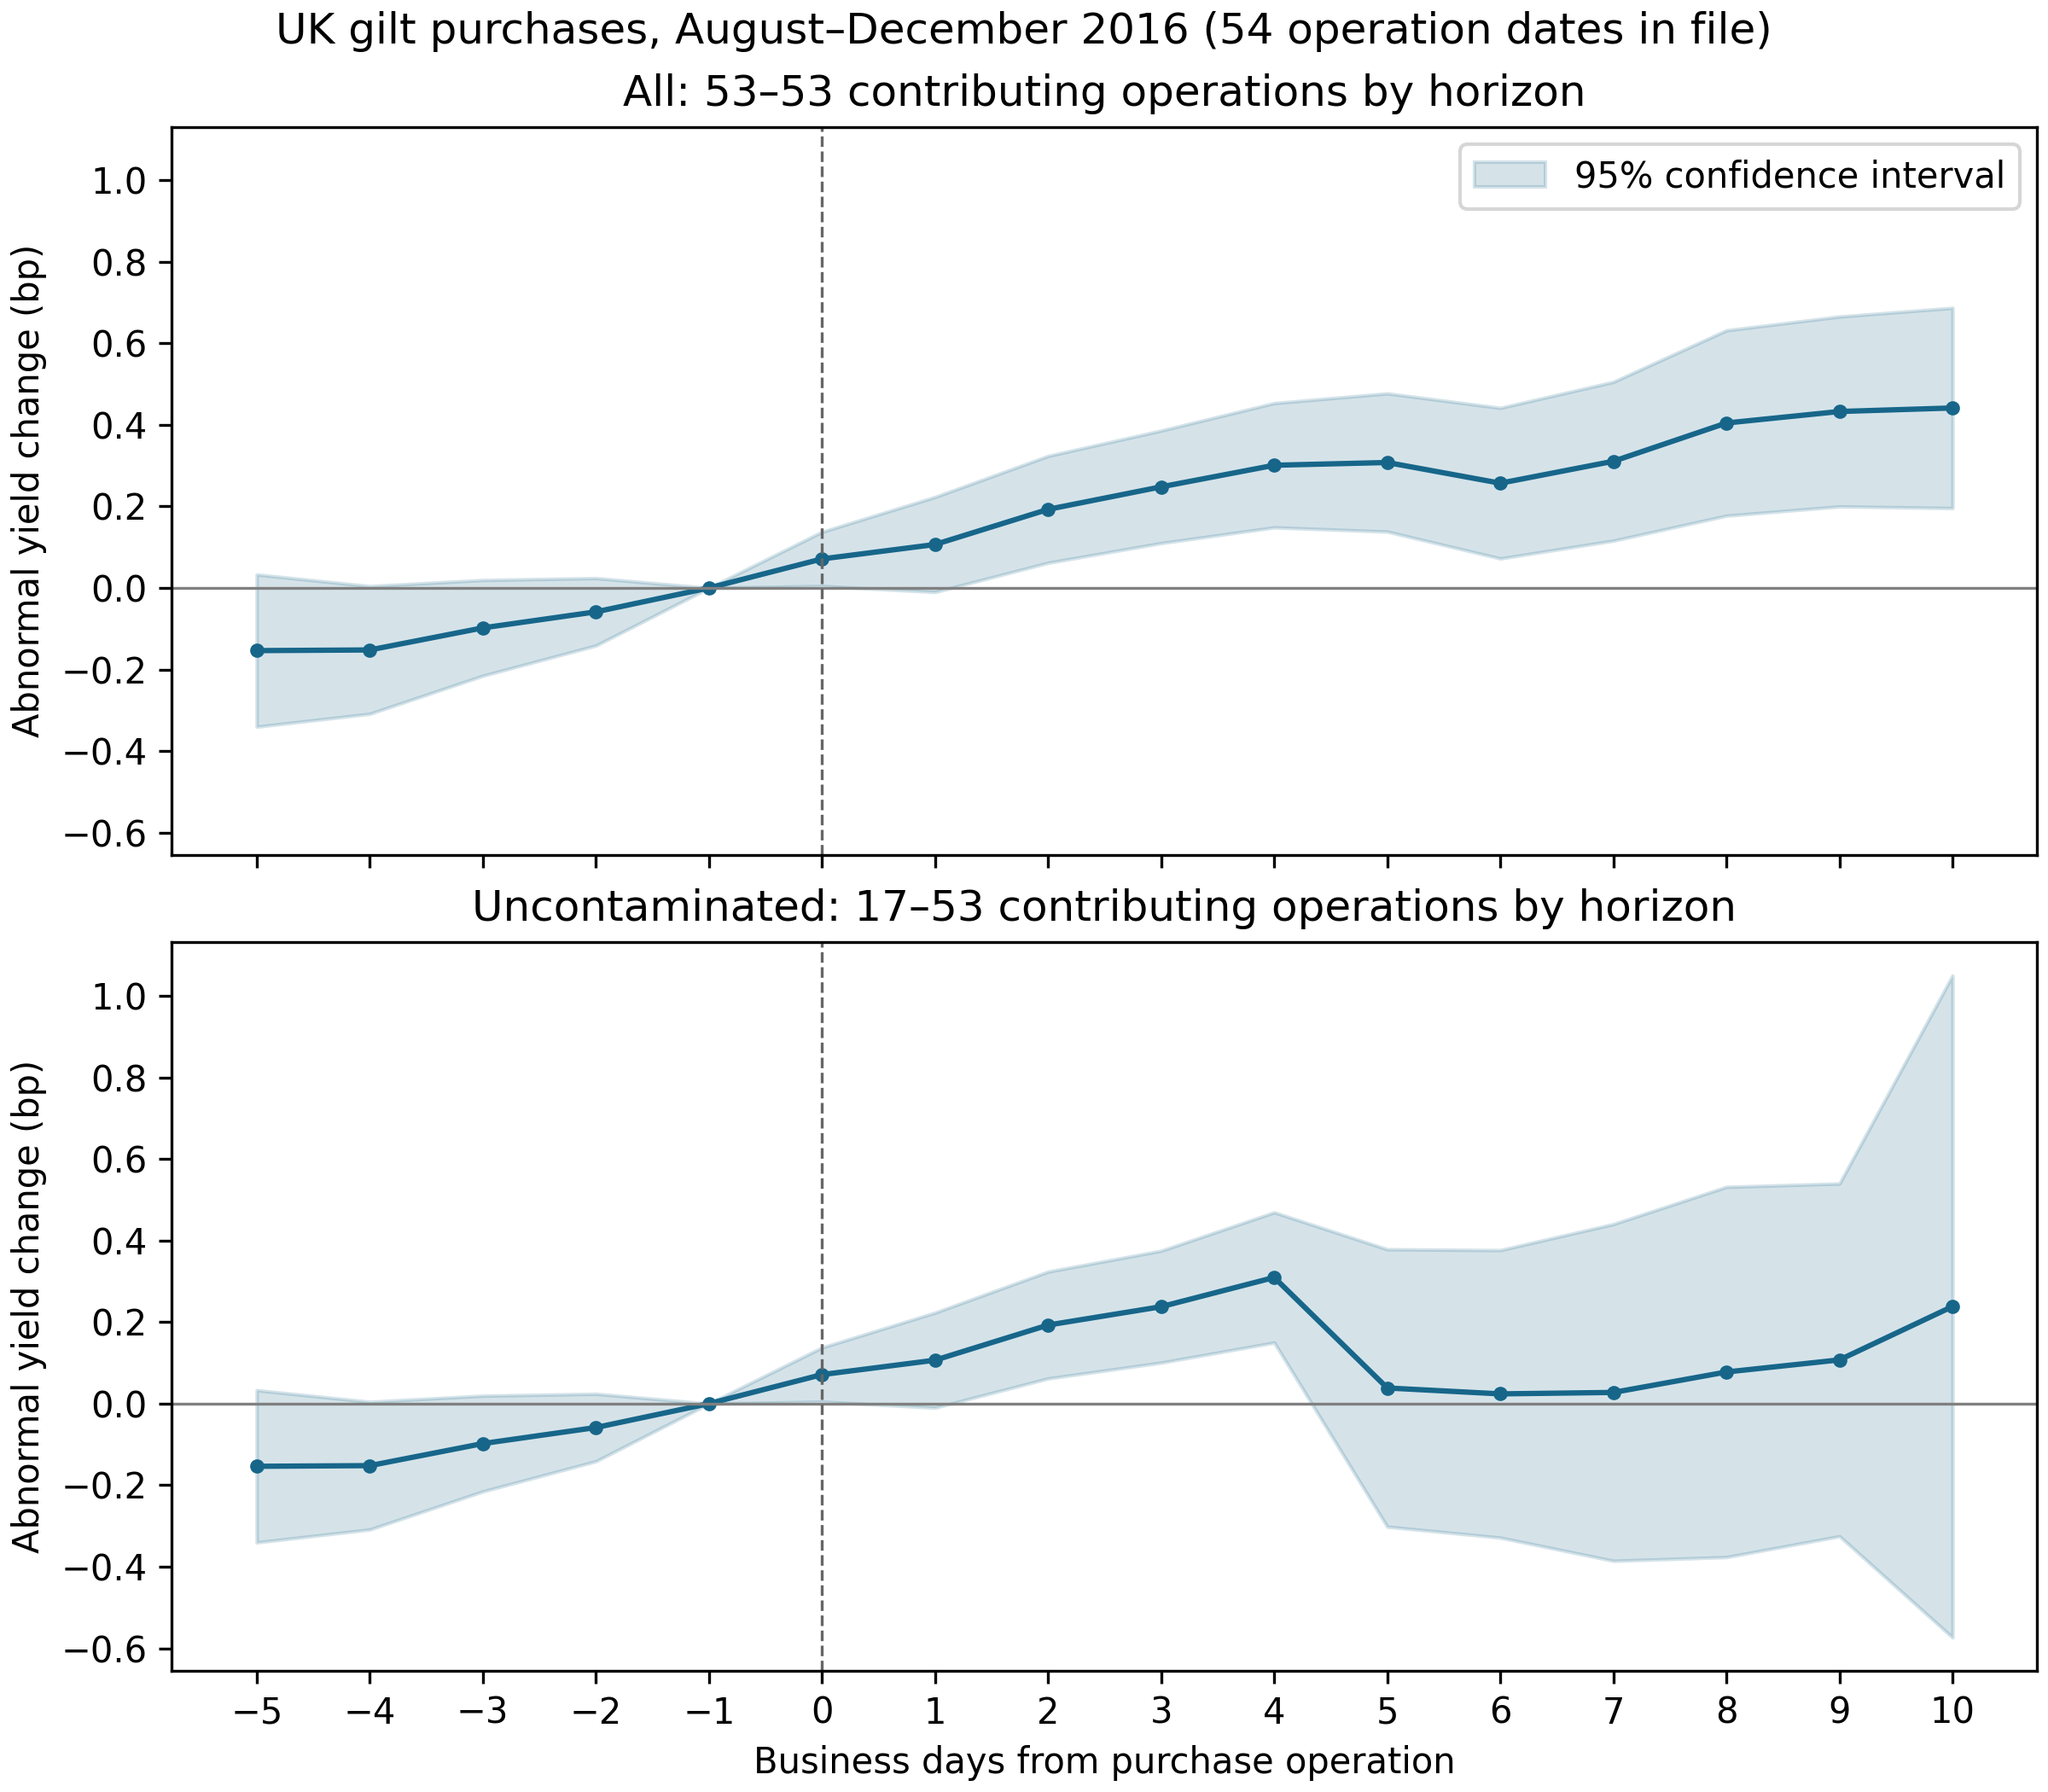 UK gilt purchases, August–December 2016 (54 operation dates in file)
All: 53–53 contributing operations by horizon
95% confidence interval
Abnormal yield change (bp)
1.0
0.8
0.6
0.4
0.2
0.0
−0.2
−0.4
−0.6
Uncontaminated: 17–53 contributing operations by horizon
Abnormal yield change (bp)
1.0
0.8
0.6
0.4
0.2
0.0
−0.2
−0.4
−0.6
−5 −4 −3 −2 −1 0 1 2 3 4 5 6 7 8 9 10
Business days from purchase operation